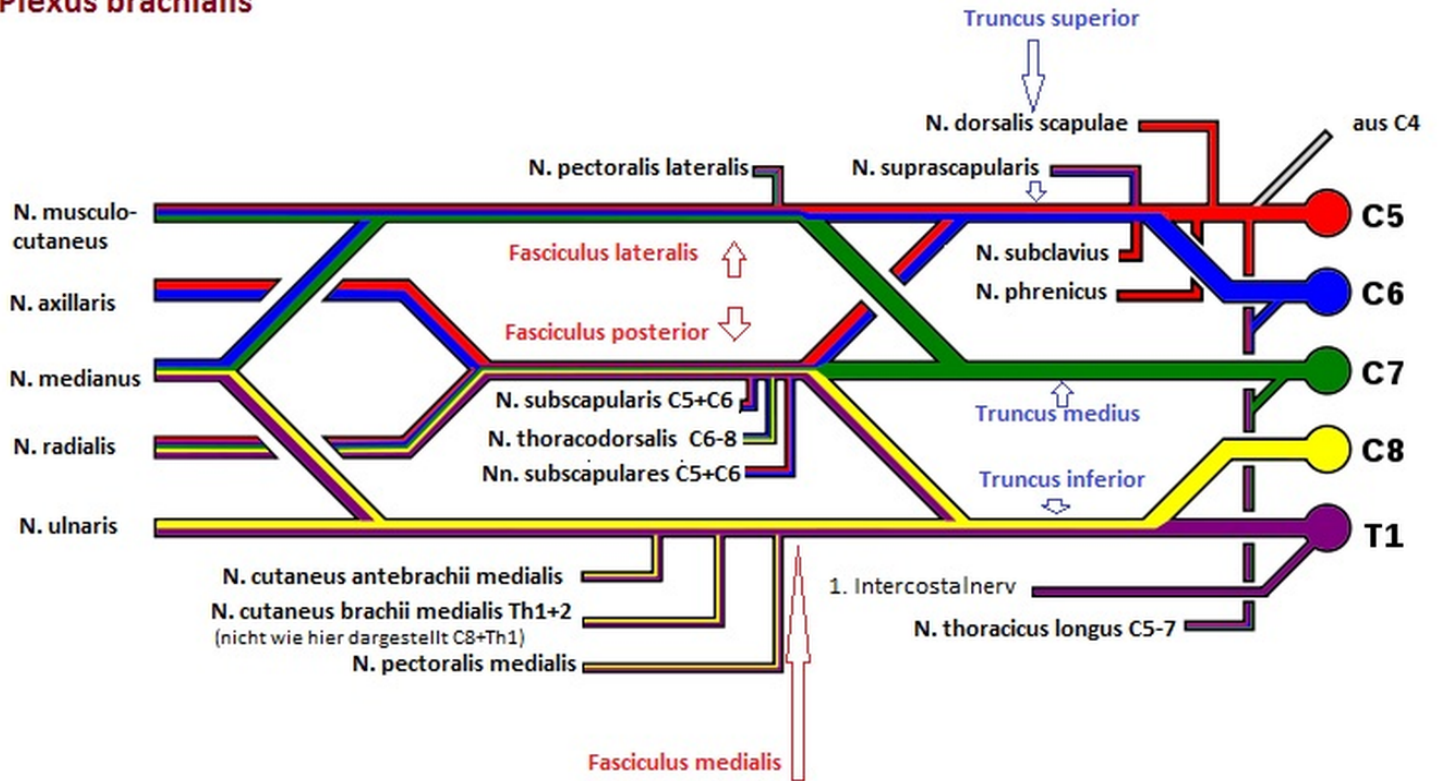 Plexus brachialis
Truncus superior
N. dorsalis scapulae
aus C4
N. pectoralis lateralis
N. suprascapularis
N. musculo-
cutaneus
C5
Fasciculus lateralis
N. subclavius
N. axillaris
N. phrenicus
C6
Fasciculus posterior
N. medianus
C7
N. subscapularis C5+C6
Truncus medius
N. radialis
N. thoracodorsalis C6-8
C8
Nn. subscapulares C5+C6
Truncus inferior
N. ulnaris
T1
N. cutaneus antebrachii medialis
1. Intercostalnerv
N. cutaneus brachii medialis Th1+2
(nicht wie hier dargestellt C8+Th1)
N. thoracicus longus C5-7
N. pectoralis medialis
Fasciculus medialis